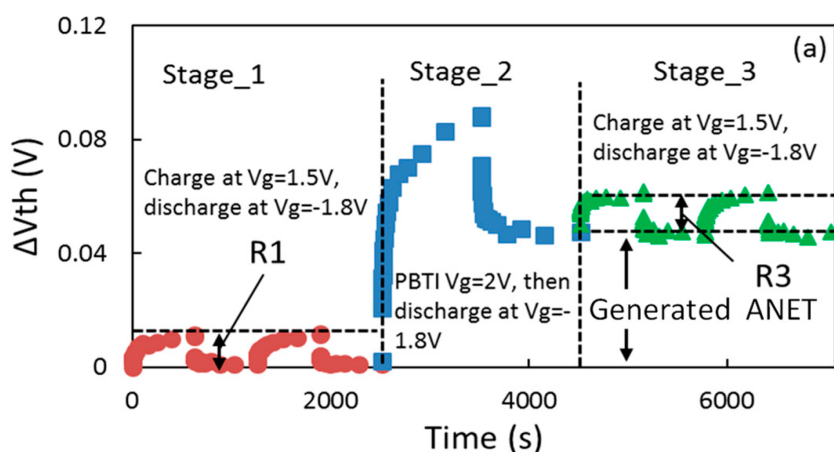 0.12
(a)
Stage_1
Stage_2
Stage_3
0.08
Charge at Vg=1.5V,
discharge at Vg=-1.8V
Charge at Vg=1.5V,
discharge at Vg=-1.8V
ΔVth (V)
0.04
R1
PBTI Vg=2V, then
discharge at Vg=-
1.8V
R3
Generated ANET
0
0
2000
4000
6000
Time (s)